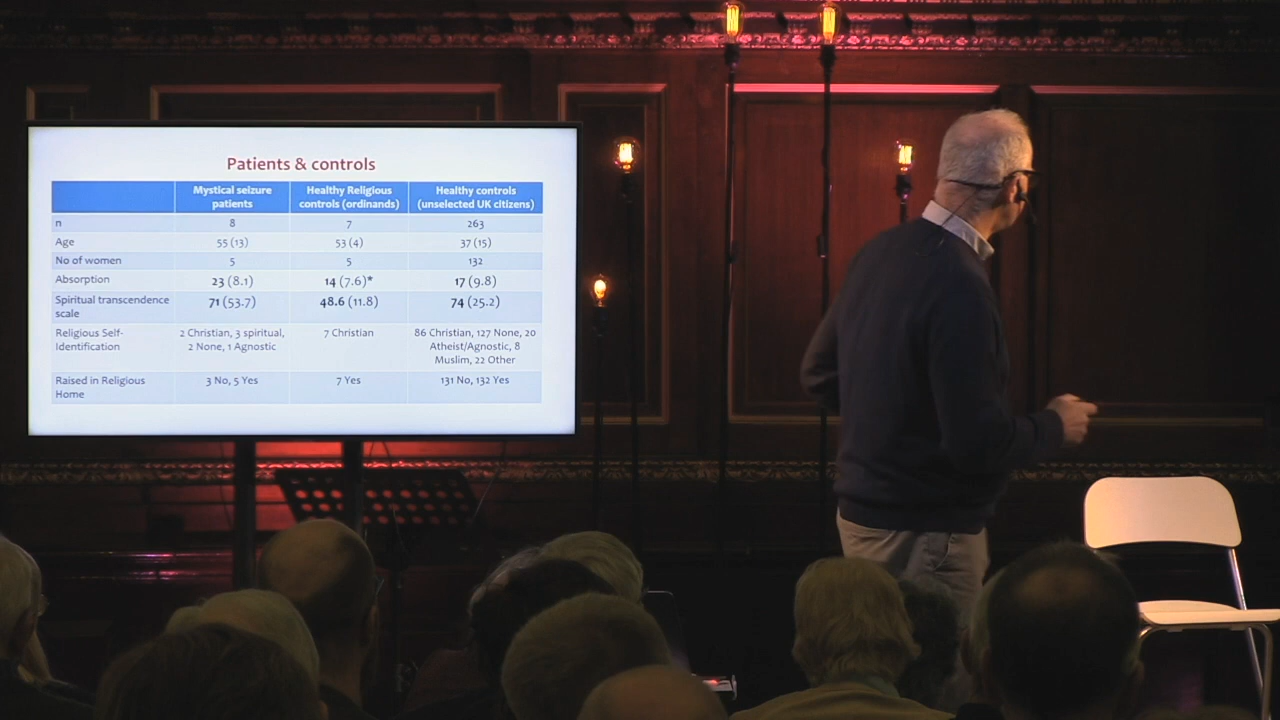 Patients & controls
Mystical seizure patients | Healthy Religious controls (ordinands) | Healthy controls (unselected UK citizens)
n | 8 | 7 | 263
Age | 55 (13) | 53 (4) | 37 (15)
No of women | 5 | 5 | 132
Absorption | 23 (8.1) | 14 (7.6)* | 17 (9.8)
Spiritual transcendence scale | 71 (53.7) | 48.6 (11.8) | 74 (25.2)
Religious Self-Identification | 2 Christian, 3 spiritual, 2 None, 1 Agnostic | 7 Christian | 86 Christian, 127 None, 20 Atheist/Agnostic, 8 Muslim, 22 Other
Raised in Religious Home | 3 No, 5 Yes | 7 Yes | 131 No, 132 Yes